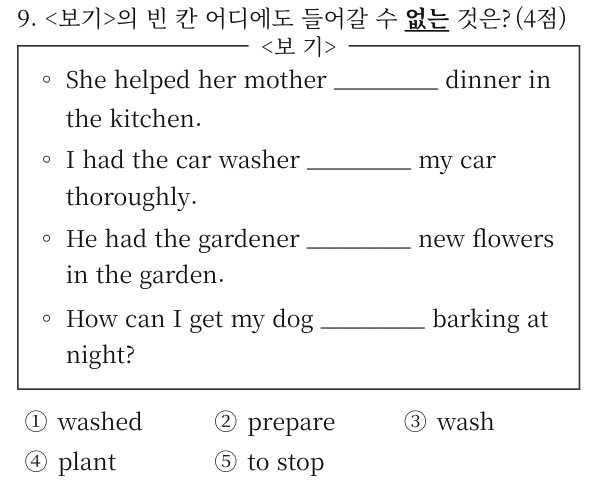 9. <보기>의 빈 칸 어디에도 들어갈 수 없는 것은?(4점)
<보 기>
◦ She helped her mother ________ dinner in
the kitchen.
◦ I had the car washer ________ my car
thoroughly.
◦ He had the gardener ________ new flowers
in the garden.
◦ How can I get my dog ________ barking at
night?
① washed ② prepare ③ wash
④ plant ⑤ to stop